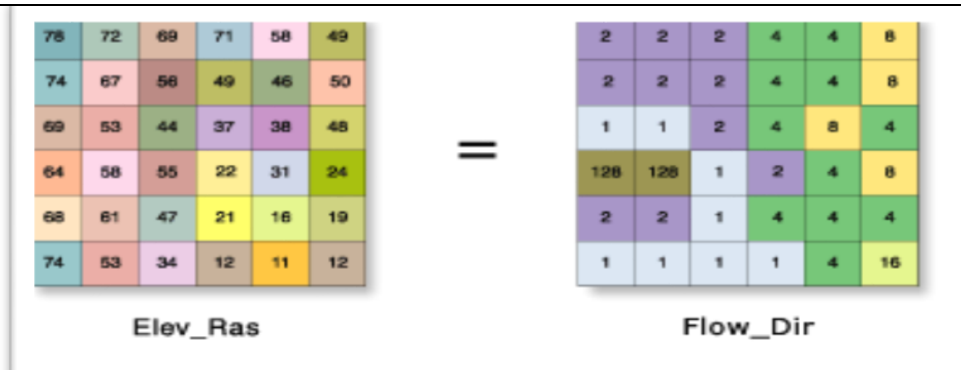 78 72 69 71 58 49 2 2 2 4 4 8
74 67 56 49 46 50 2 2 2 4 4 8
69 53 44 37 38 48 1 1 2 4 8 4
=
64 58 55 22 31 24 128 128 1 2 4 8
68 61 47 21 16 19 2 2 1 4 4 4
74 53 34 12 11 12 1 1 1 1 4 16
Elev_Ras Flow_Dir